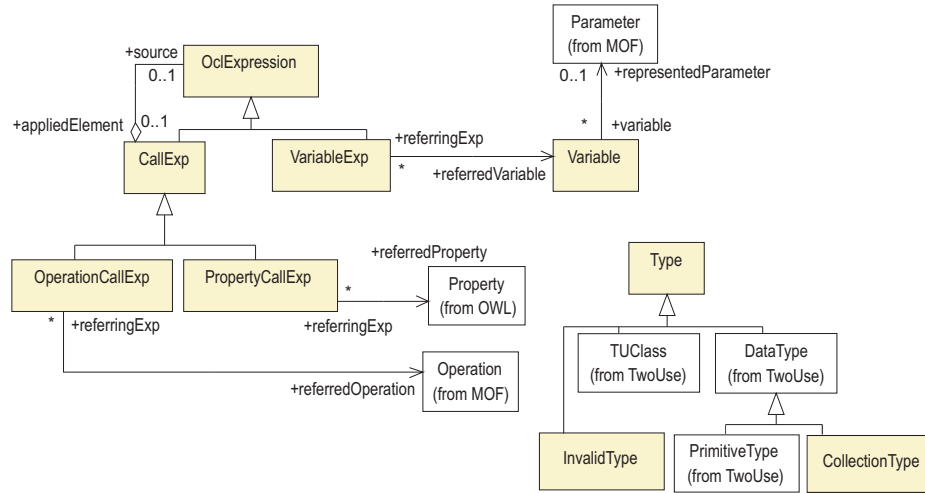 Parameter
(from MOF)
+source
0..1
OclExpression
0..1
+representedParameter
+appliedElement
0..1
*
+variable
CallExp
VariableExp
+referringExp
*
+referredVariable
Variable
OperationCallExp
PropertyCallExp
+referredProperty
*
+referringExp
Property
(from OWL)
*
+referringExp
+referredOperation
Operation
(from MOF)
Type
TUClass
(from TwoUse)
DataType
(from TwoUse)
InvalidType
PrimitiveType
(from TwoUse)
CollectionType